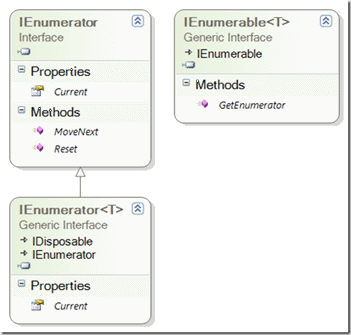 IEnumerator
Interface
Properties
Current
Methods
MoveNext
Reset
IEnumerable<T>
Generic Interface
IEnumerable
Methods
GetEnumerator
IEnumerator<T>
Generic Interface
IDisposable
IEnumerator
Properties
Current